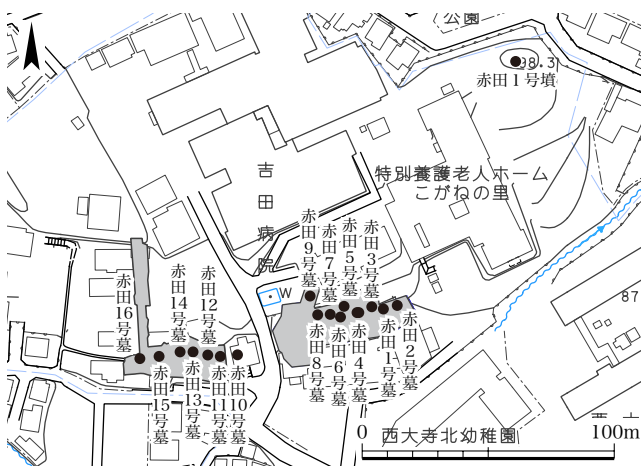 公園
98.3
赤田1号墳
特別養護老人ホーム
こがねの里
吉田病院
赤田9号墓
赤田7号墓
赤田5号墓
赤田3号墓
赤田16号墓
赤田14号墓
赤田12号墓
W
87
赤田15号墓
赤田13号墓
赤田11号墓
赤田10号墓
赤田8号墓
赤田6号墓
赤田4号墓
赤田1号墓
赤田2号墓
西大寺北幼稚園
0
100m